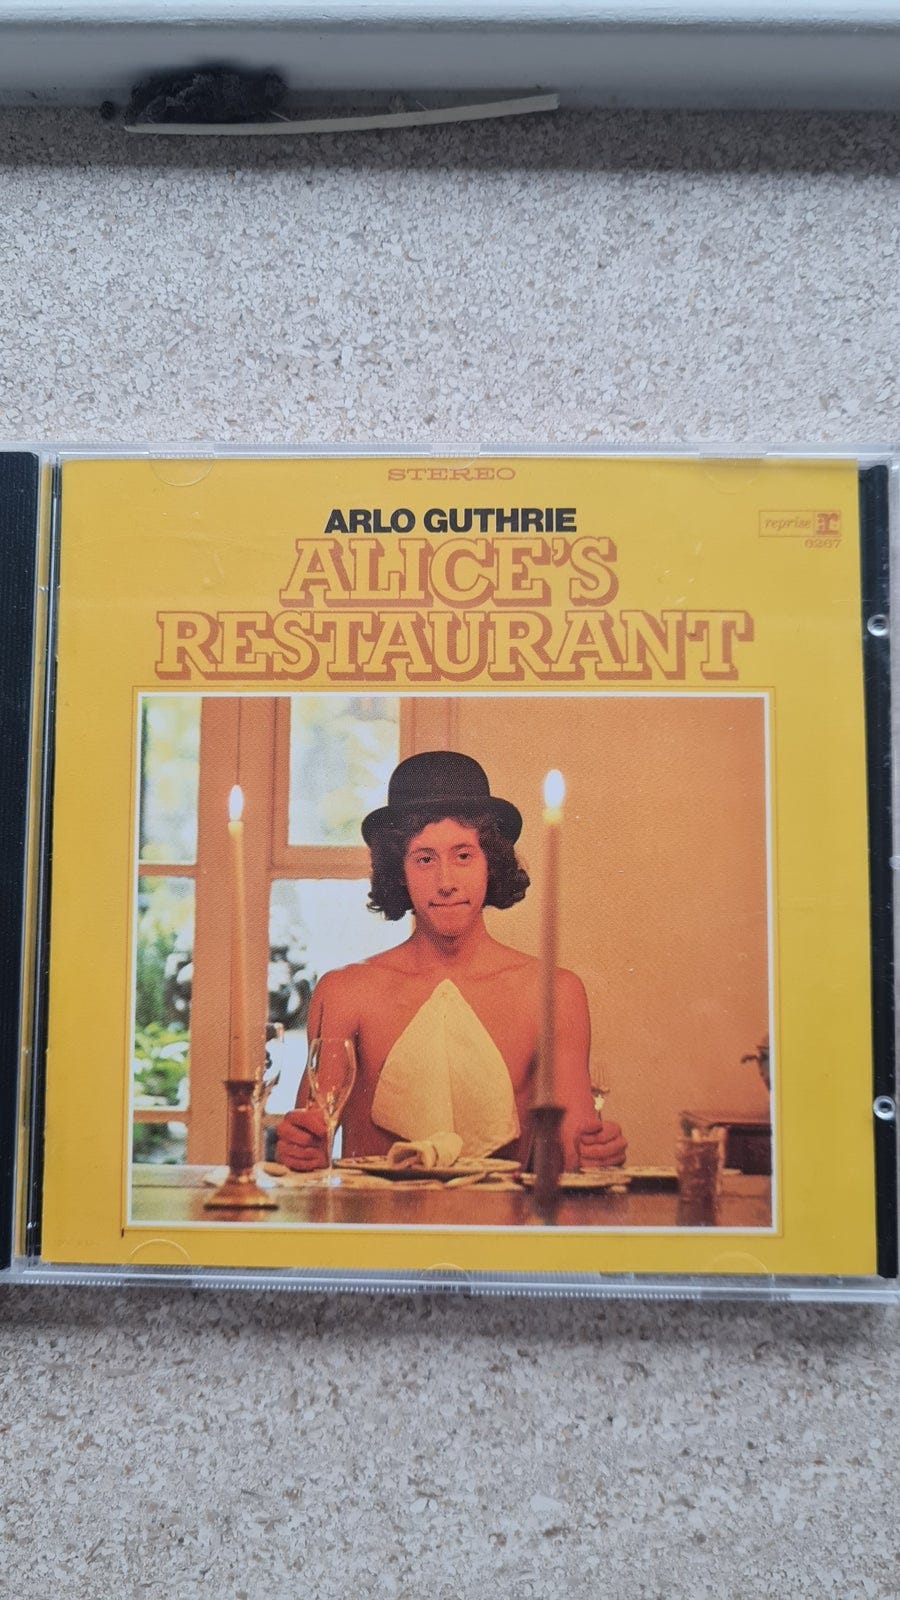 STEREO
ARLO GUTHRIE
ALICE'S
RESTAURANT
reprise r:
6267